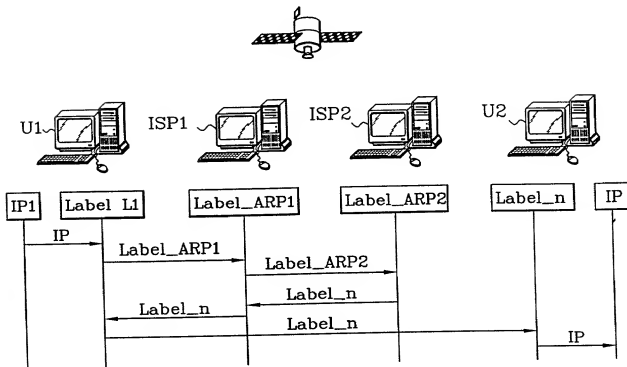 U1
ISP1
ISP2
U2
IP1
Label L1
Label_ARP1
Label_ARP2
Label_n
IP
IP
Label_ARP1
Label_ARP2
Label_n
Label_n
Label_n
IP